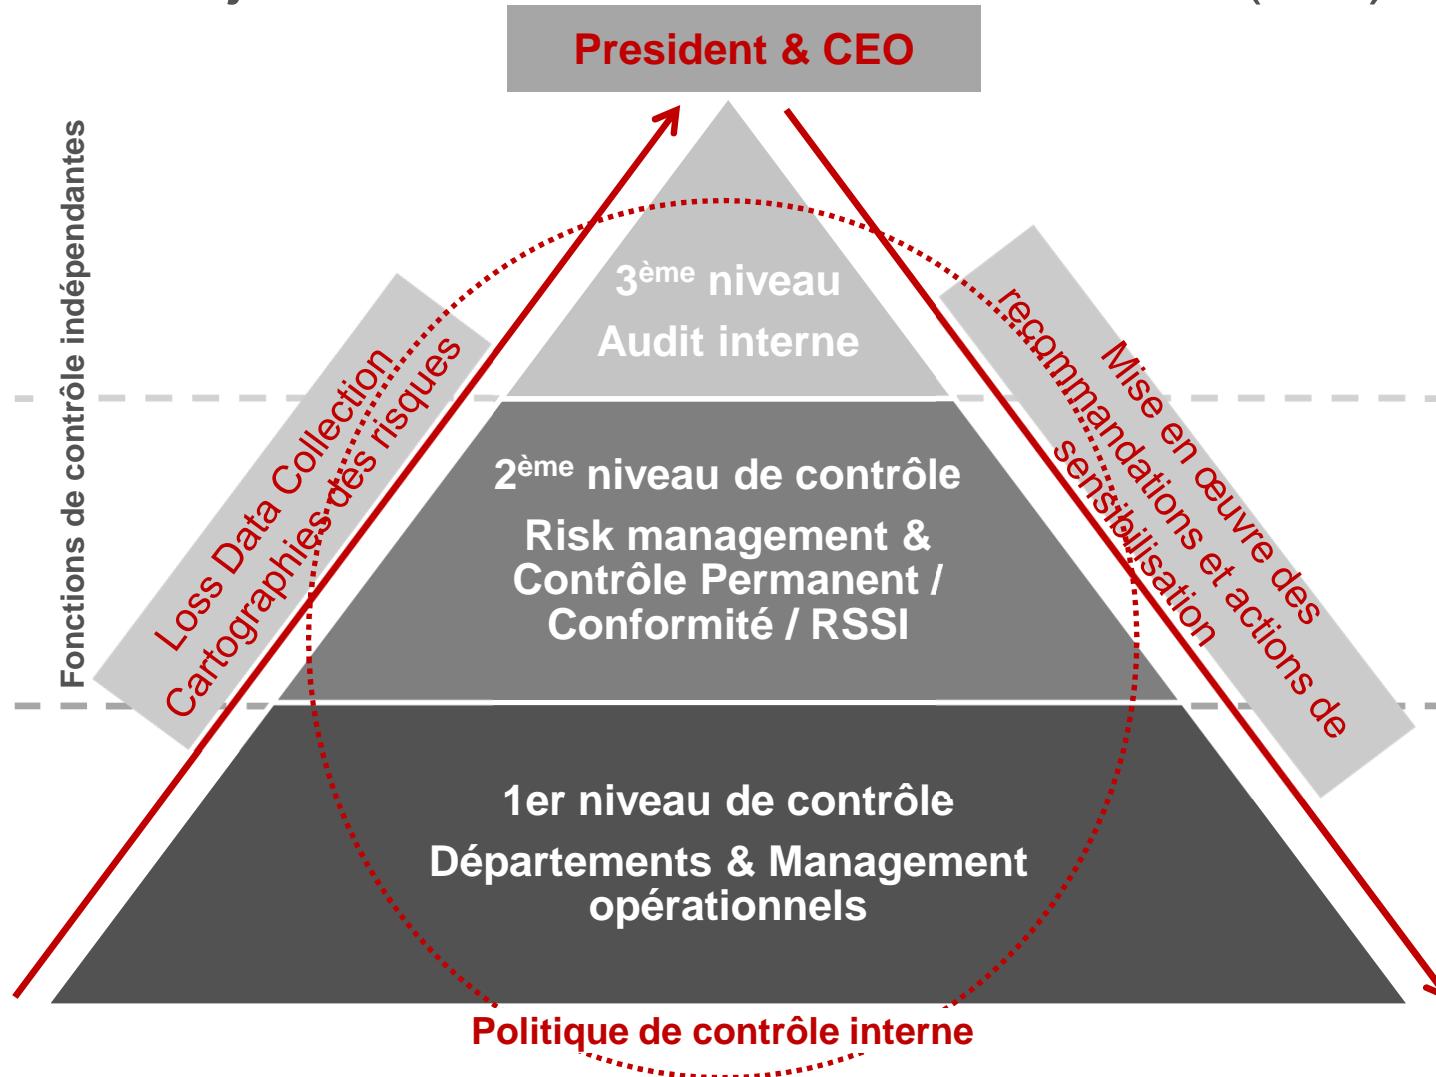 President & CEO
Fonctions de contrôle indépendantes
3ème niveau
Audit interne
Loss Data Collection
Cartographies des risques
Mise en œuvre des
recommandations et actions de
sensibilisation
2ème niveau de contrôle
Risk management &
Contrôle Permanent /
Conformité / RSSI
1er niveau de contrôle
Départements & Management
opérationnels
Politique de contrôle interne